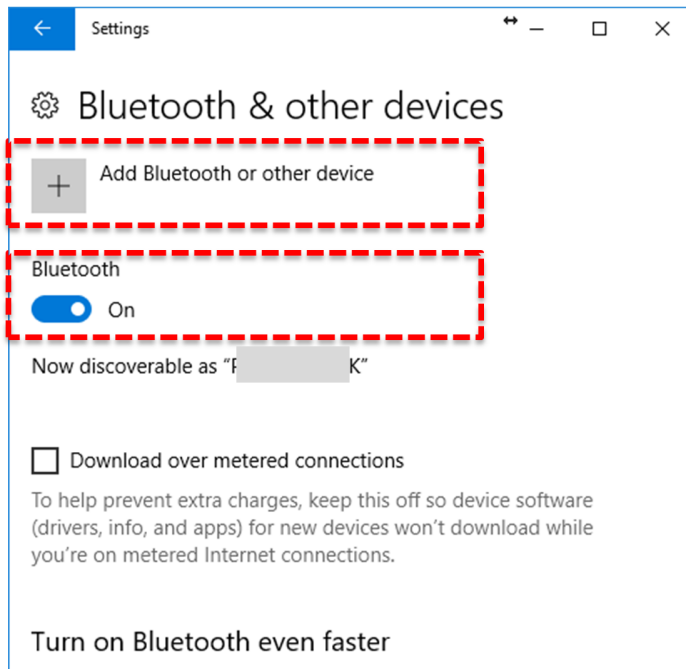 Settings
Bluetooth & other devices
Add Bluetooth or other device
Bluetooth
On
Now discoverable as “ K”
Download over metered connections
To help prevent extra charges, keep this off so device software
(drivers, info, and apps) for new devices won’t download while
you’re on metered Internet connections.
Turn on Bluetooth even faster